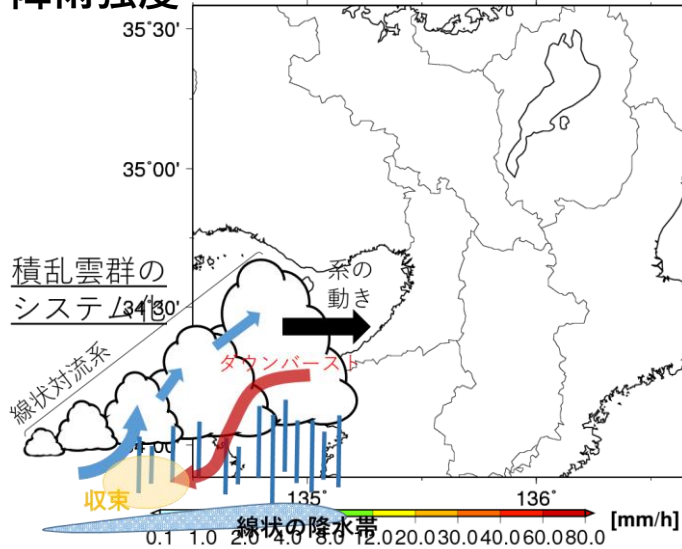 降雨強度
35°30'
35°00'
積乱雲群の
システム化
34°30'
系の
動き
ダウンバースト
線状対流系
34°00'
収束
135°
136°
線状の降水帯
[mm/h]
0.1 1.0 2.0 4.0 8.0 12.0 20.0 30.0 40.0 60.0 80.0